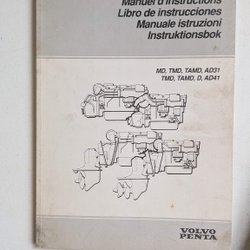 Manuel d'instructions
Libro de instrucciones
Manuale istruzioni
Instruktionsbok
MD, TMD, TAMD, AD31
TMD, TAMD, D, AD41
VOLVO
PENTA